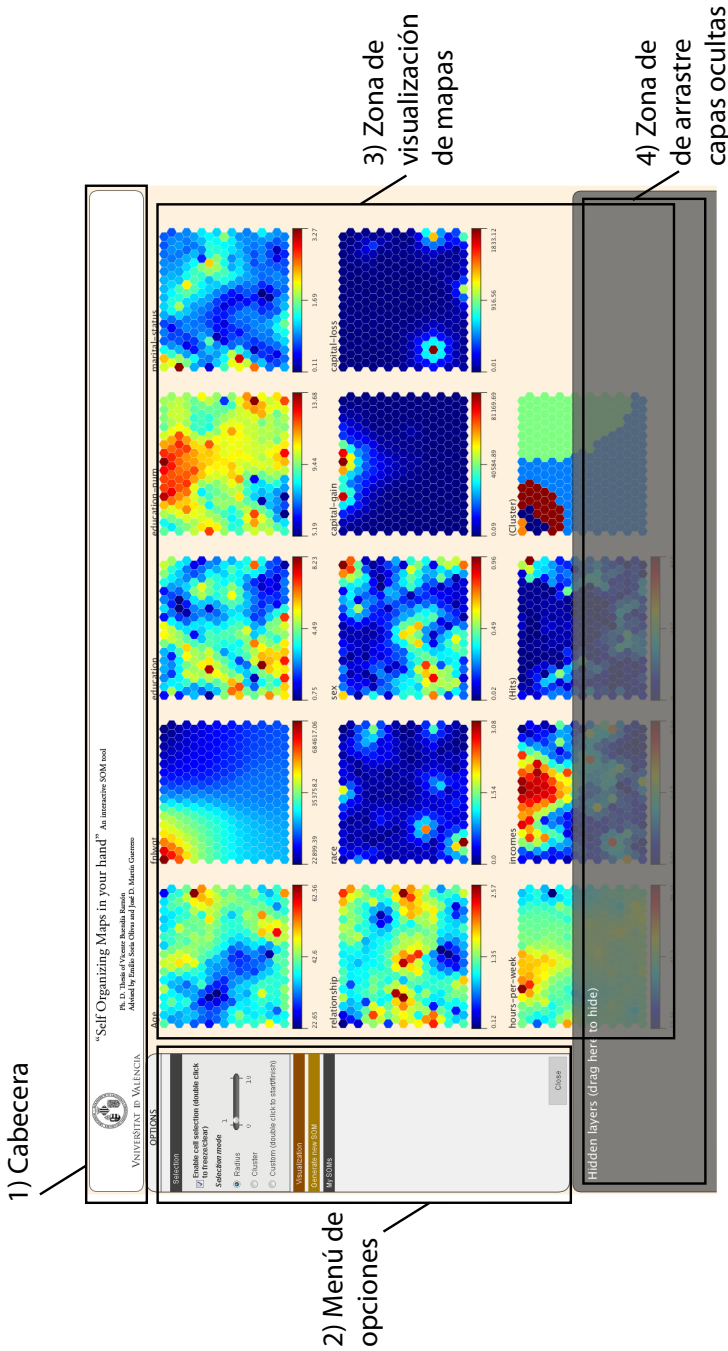 1) Cabecera
VNIVERSITAT ID VALÈNCIA
"Self Organizing Maps in your hand" An interactive SOM tool
Ph. D. Thesis of Vicente Buendía Ramón
Advised by Emilio Soria Olivas and José D. Martín Guerrero
2) Menú de
opciones
OPTIONS
Selection
Enable cell selection (double click
to freeze/clear)
Selection mode
Radius
1
0
10
Cluster
Custom (double click to start/finish)
Visualization
Generate new SOM
My SOMs
Close
3) Zona de
visualización
de mapas
Age
22.65 42.6 62.56
fnlwgt
22899.39 353758.2 684617.06
education
0.75 4.49 8.23
education-num
5.19 9.44 13.68
marital-status
0.11 1.69 3.27
relationship
0.12 1.35 2.57
race
0.0 1.54 3.08
sex
0.02 0.49 0.96
capital-gain
0.09 40584.89 81169.69
capital-loss
0.01 916.56 1833.12
hours-per-week
incomes
(Hits)
(Cluster)
4) Zona de
de arrastre
capas ocultas
Hidden layers (drag here to hide)